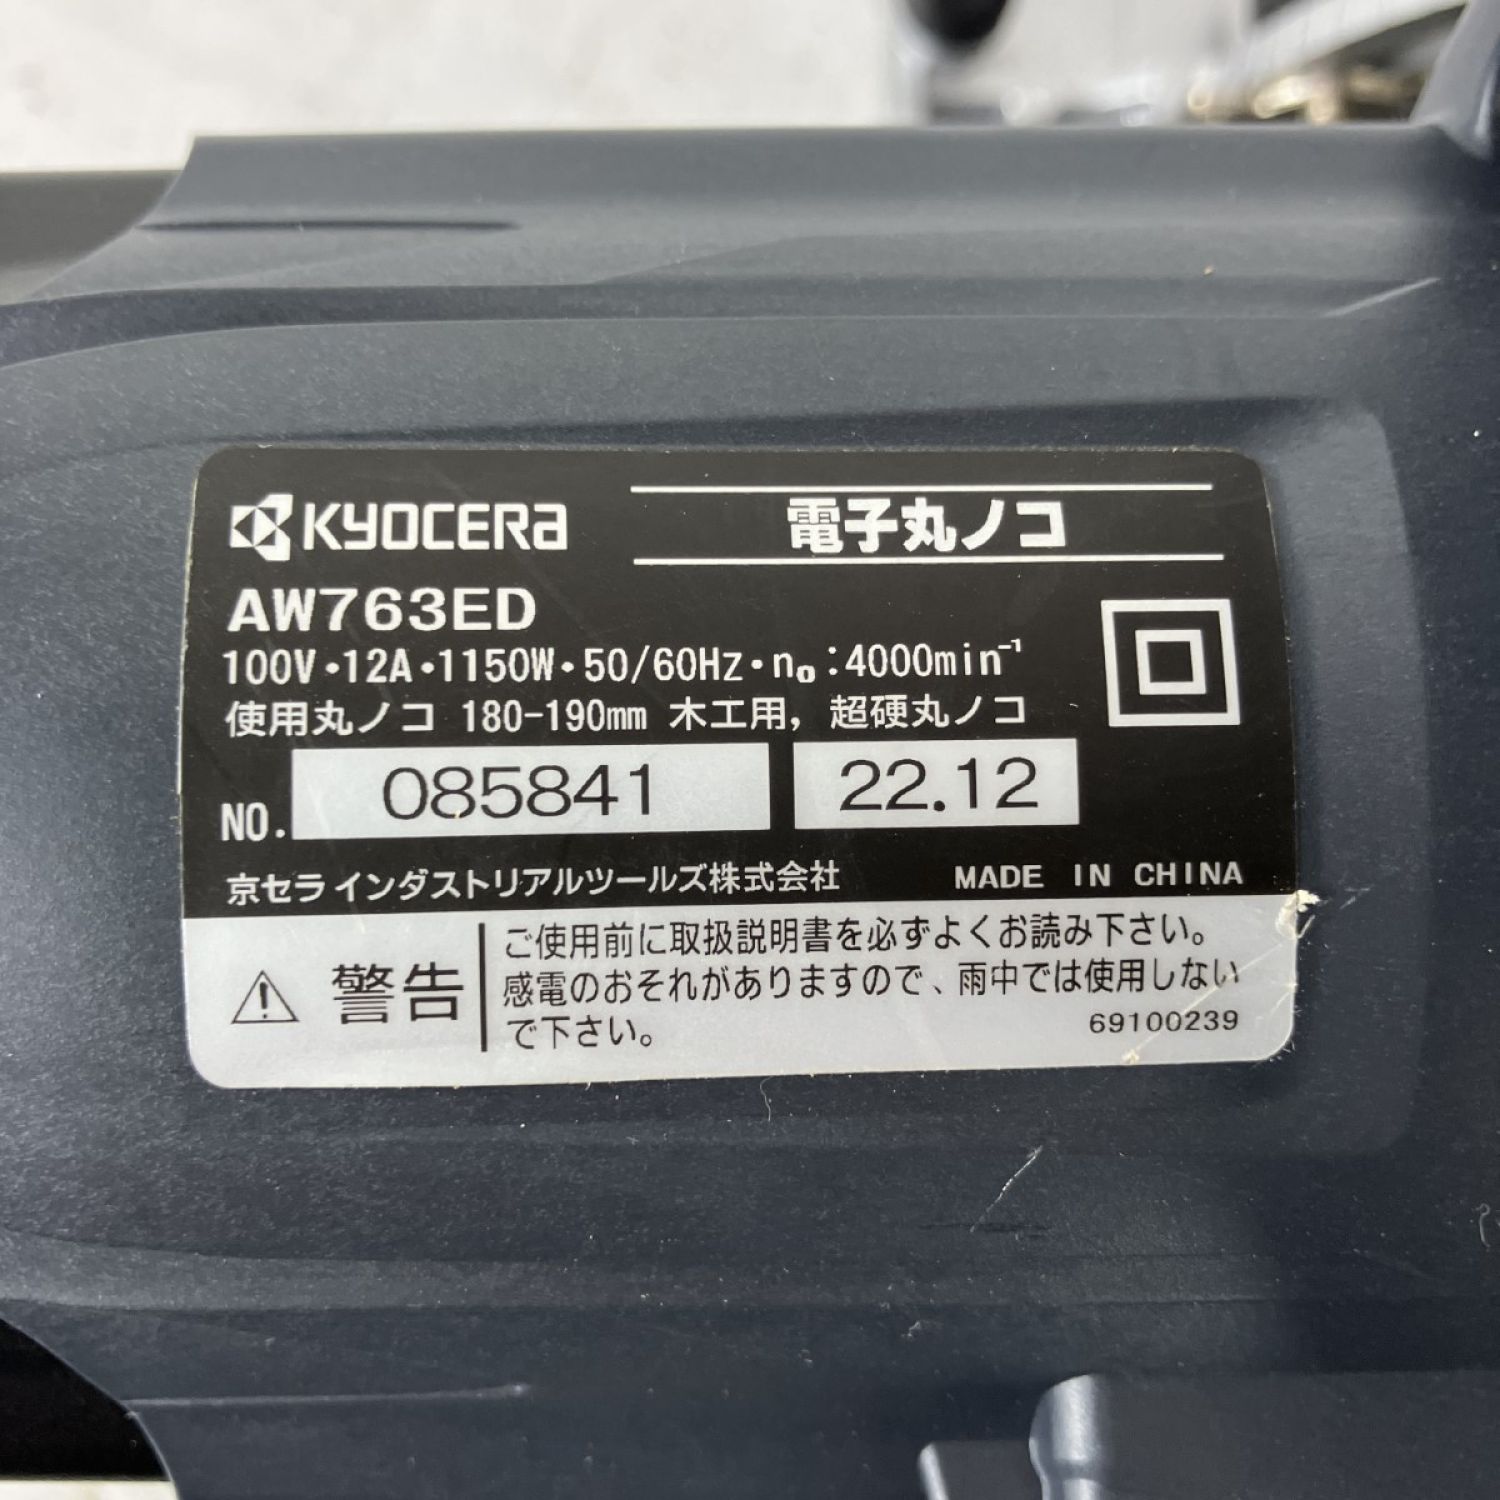 KYOCERA 電子丸ノコ
AW763ED
100V・12A・1150W・50/60Hz・n₀:4000min⁻¹
使用丸ノコ 180-190mm 木工用, 超硬丸ノコ
NO. 085841 22.12
京セラインダストリアルツールズ株式会社 MADE IN CHINA
警告
ご使用前に取扱説明書を必ずよくお読み下さい。
感電のおそれがありますので、雨中では使用しない
で下さい。
69100239